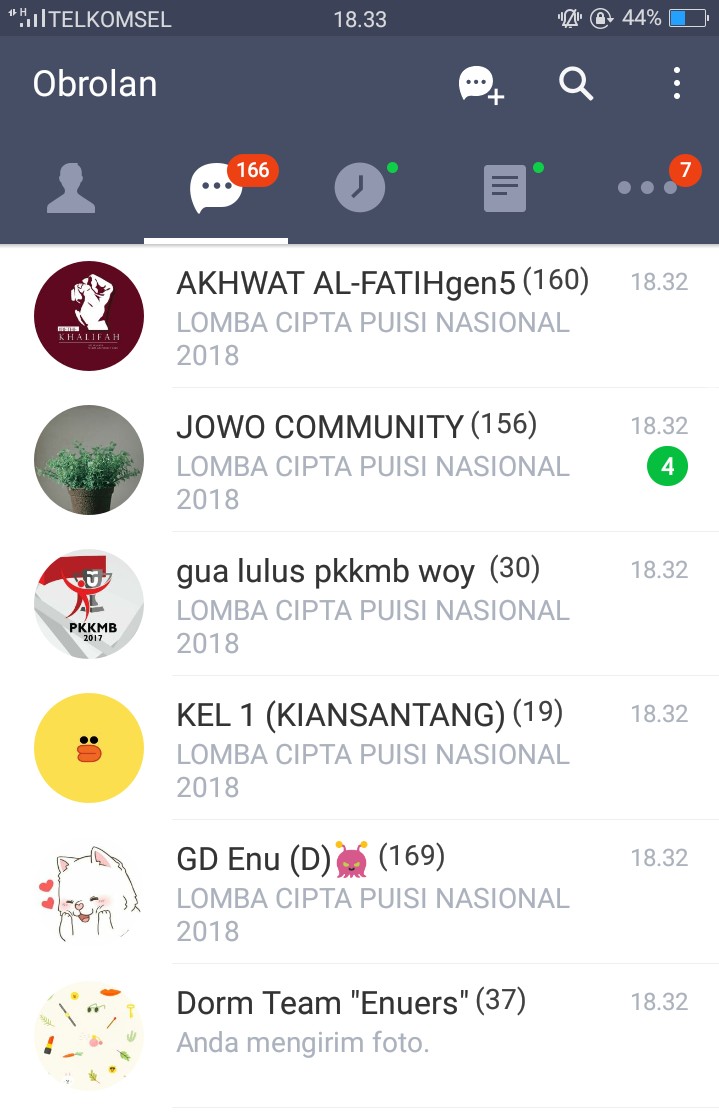 H TELKOMSEL 18.33 44%
Obrolan
166 7
AKHWAT AL-FATIHgen5 (160) 18.32
LOMBA CIPTA PUISI NASIONAL
2018
KHALIFAH
JOWO COMMUNITY (156) 18.32
LOMBA CIPTA PUISI NASIONAL 4
2018
gua lulus pkkmb woy (30) 18.32
LOMBA CIPTA PUISI NASIONAL
2018
PKKMB
2017
KEL 1 (KIANSANTANG) (19) 18.32
LOMBA CIPTA PUISI NASIONAL
2018
GD Enu (D)👾 (169) 18.32
LOMBA CIPTA PUISI NASIONAL
2018
Dorm Team "Enuers" (37) 18.32
Anda mengirim foto.